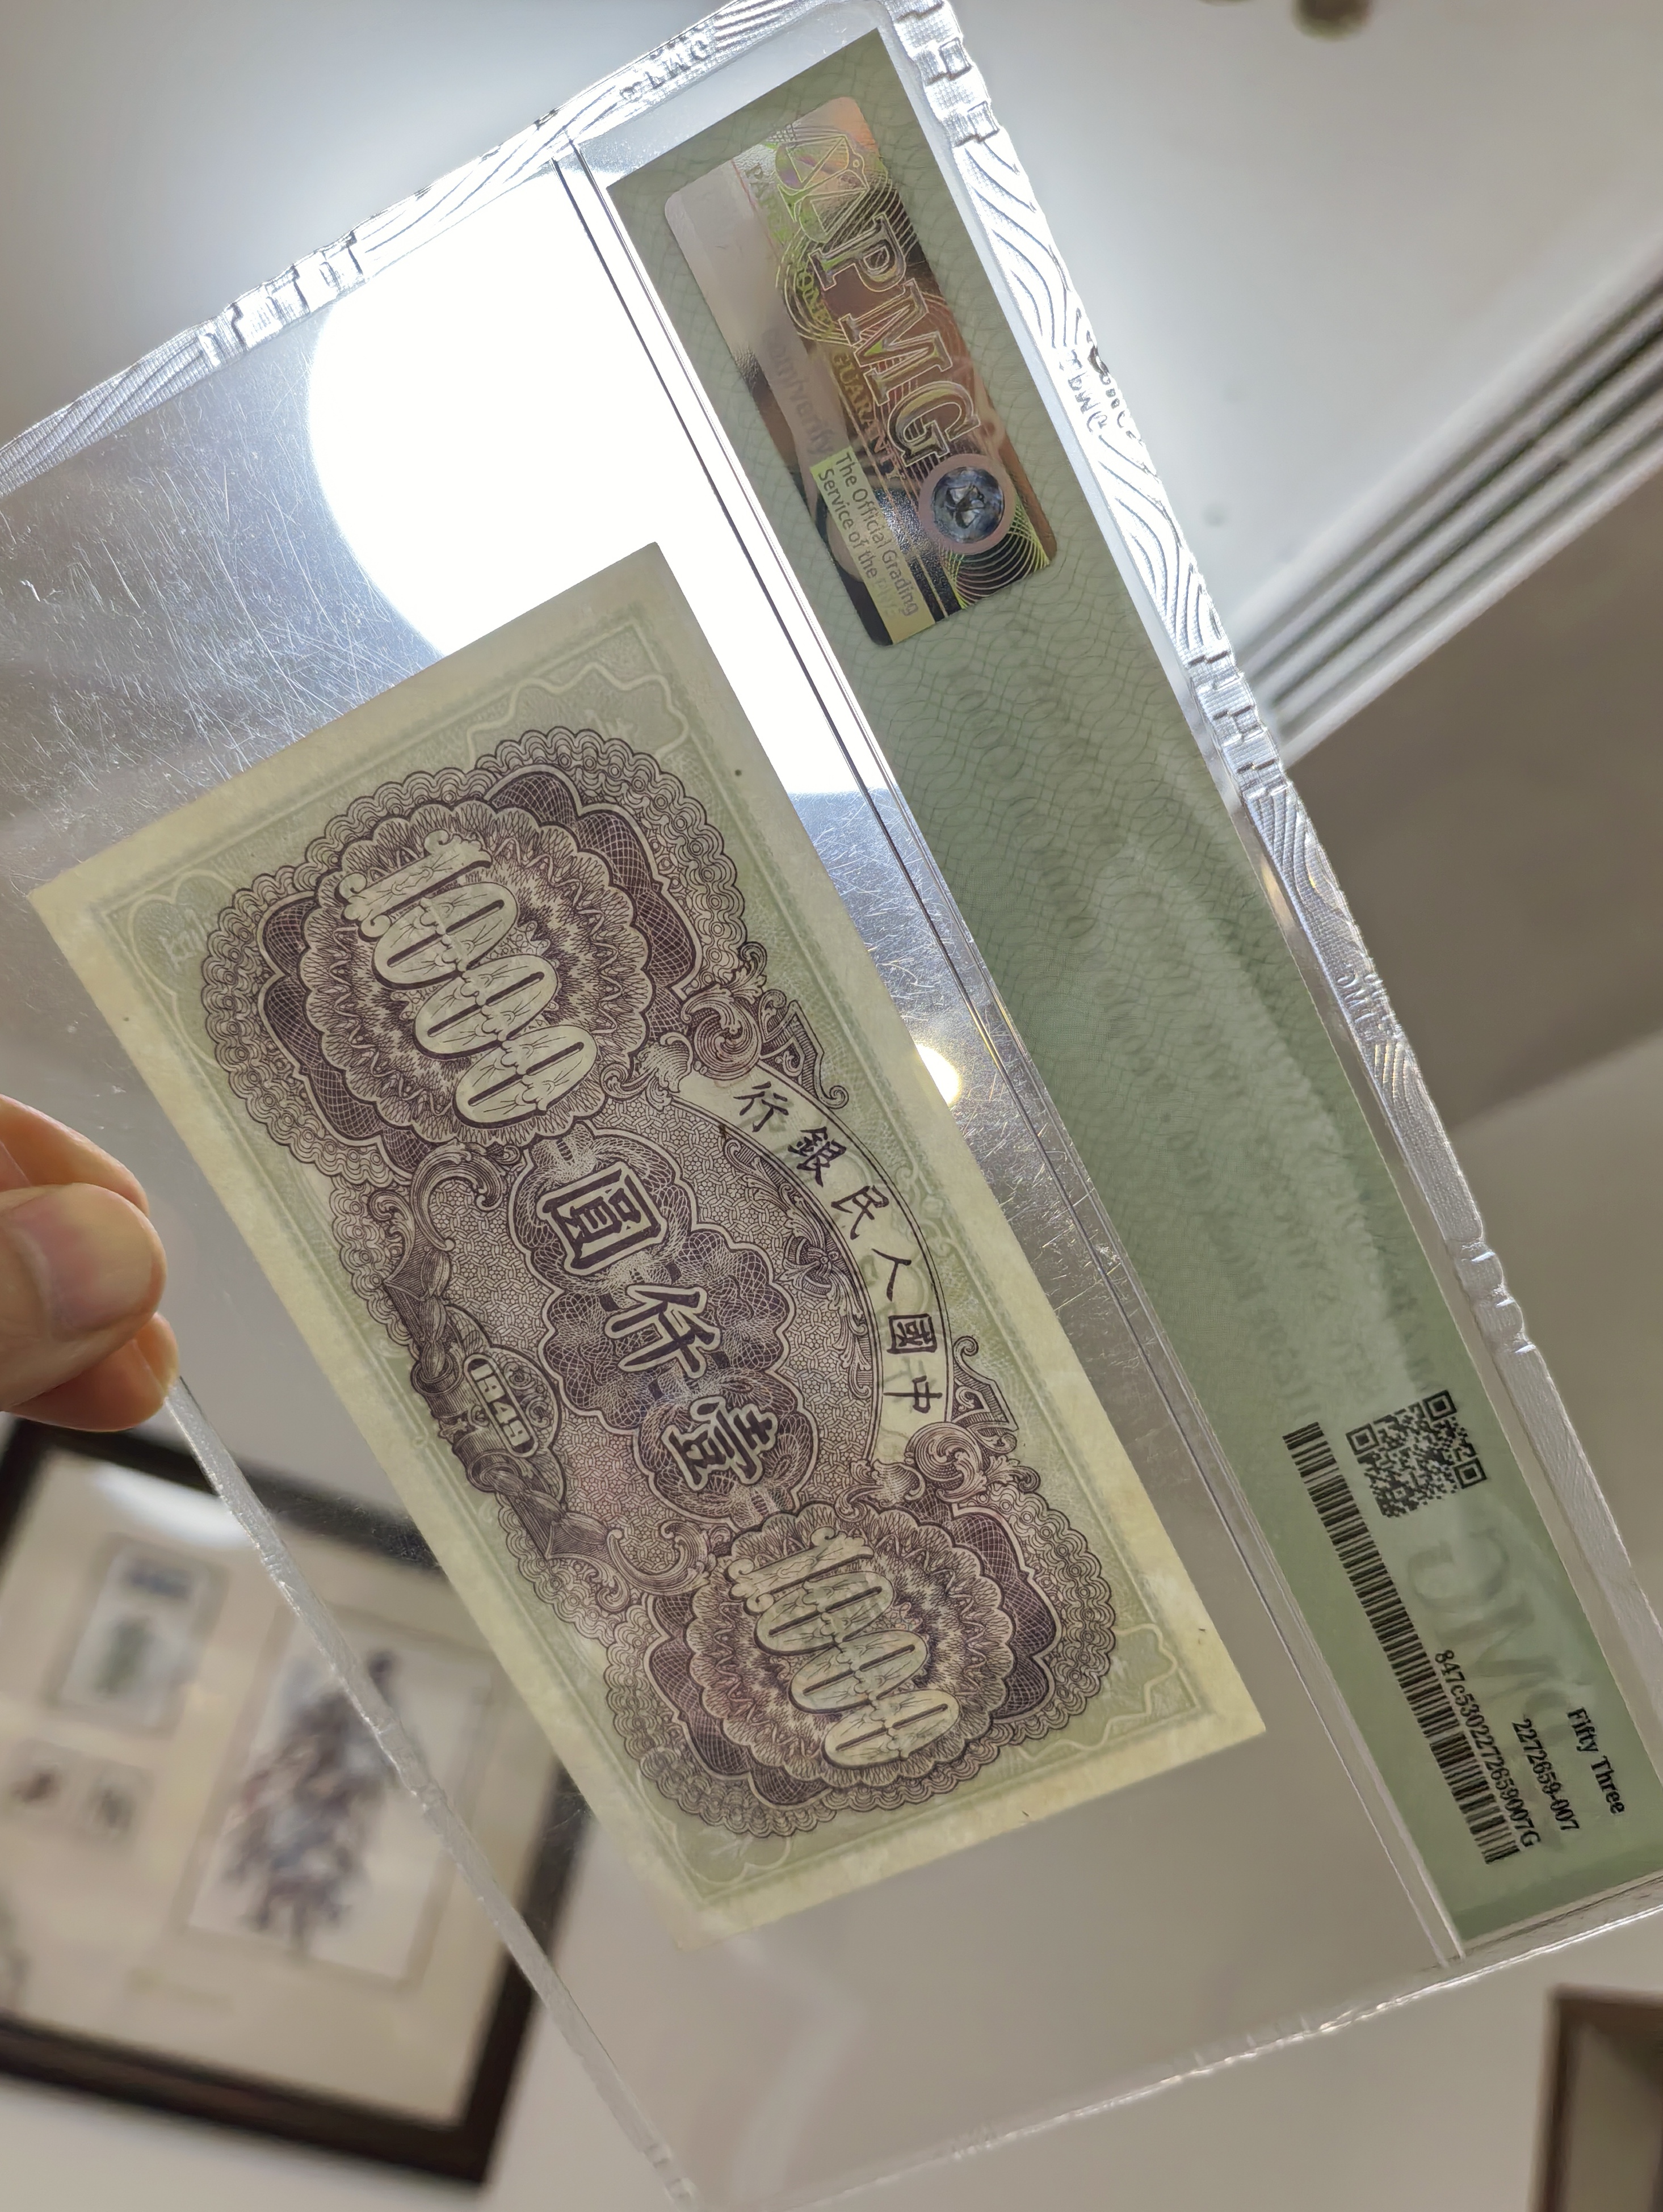 PMG
The Official Grading
Service of the
Fifty Three
2272659-007
847c5302272659007G
行銀民人國中
1000
圓仟壹
1000
1949